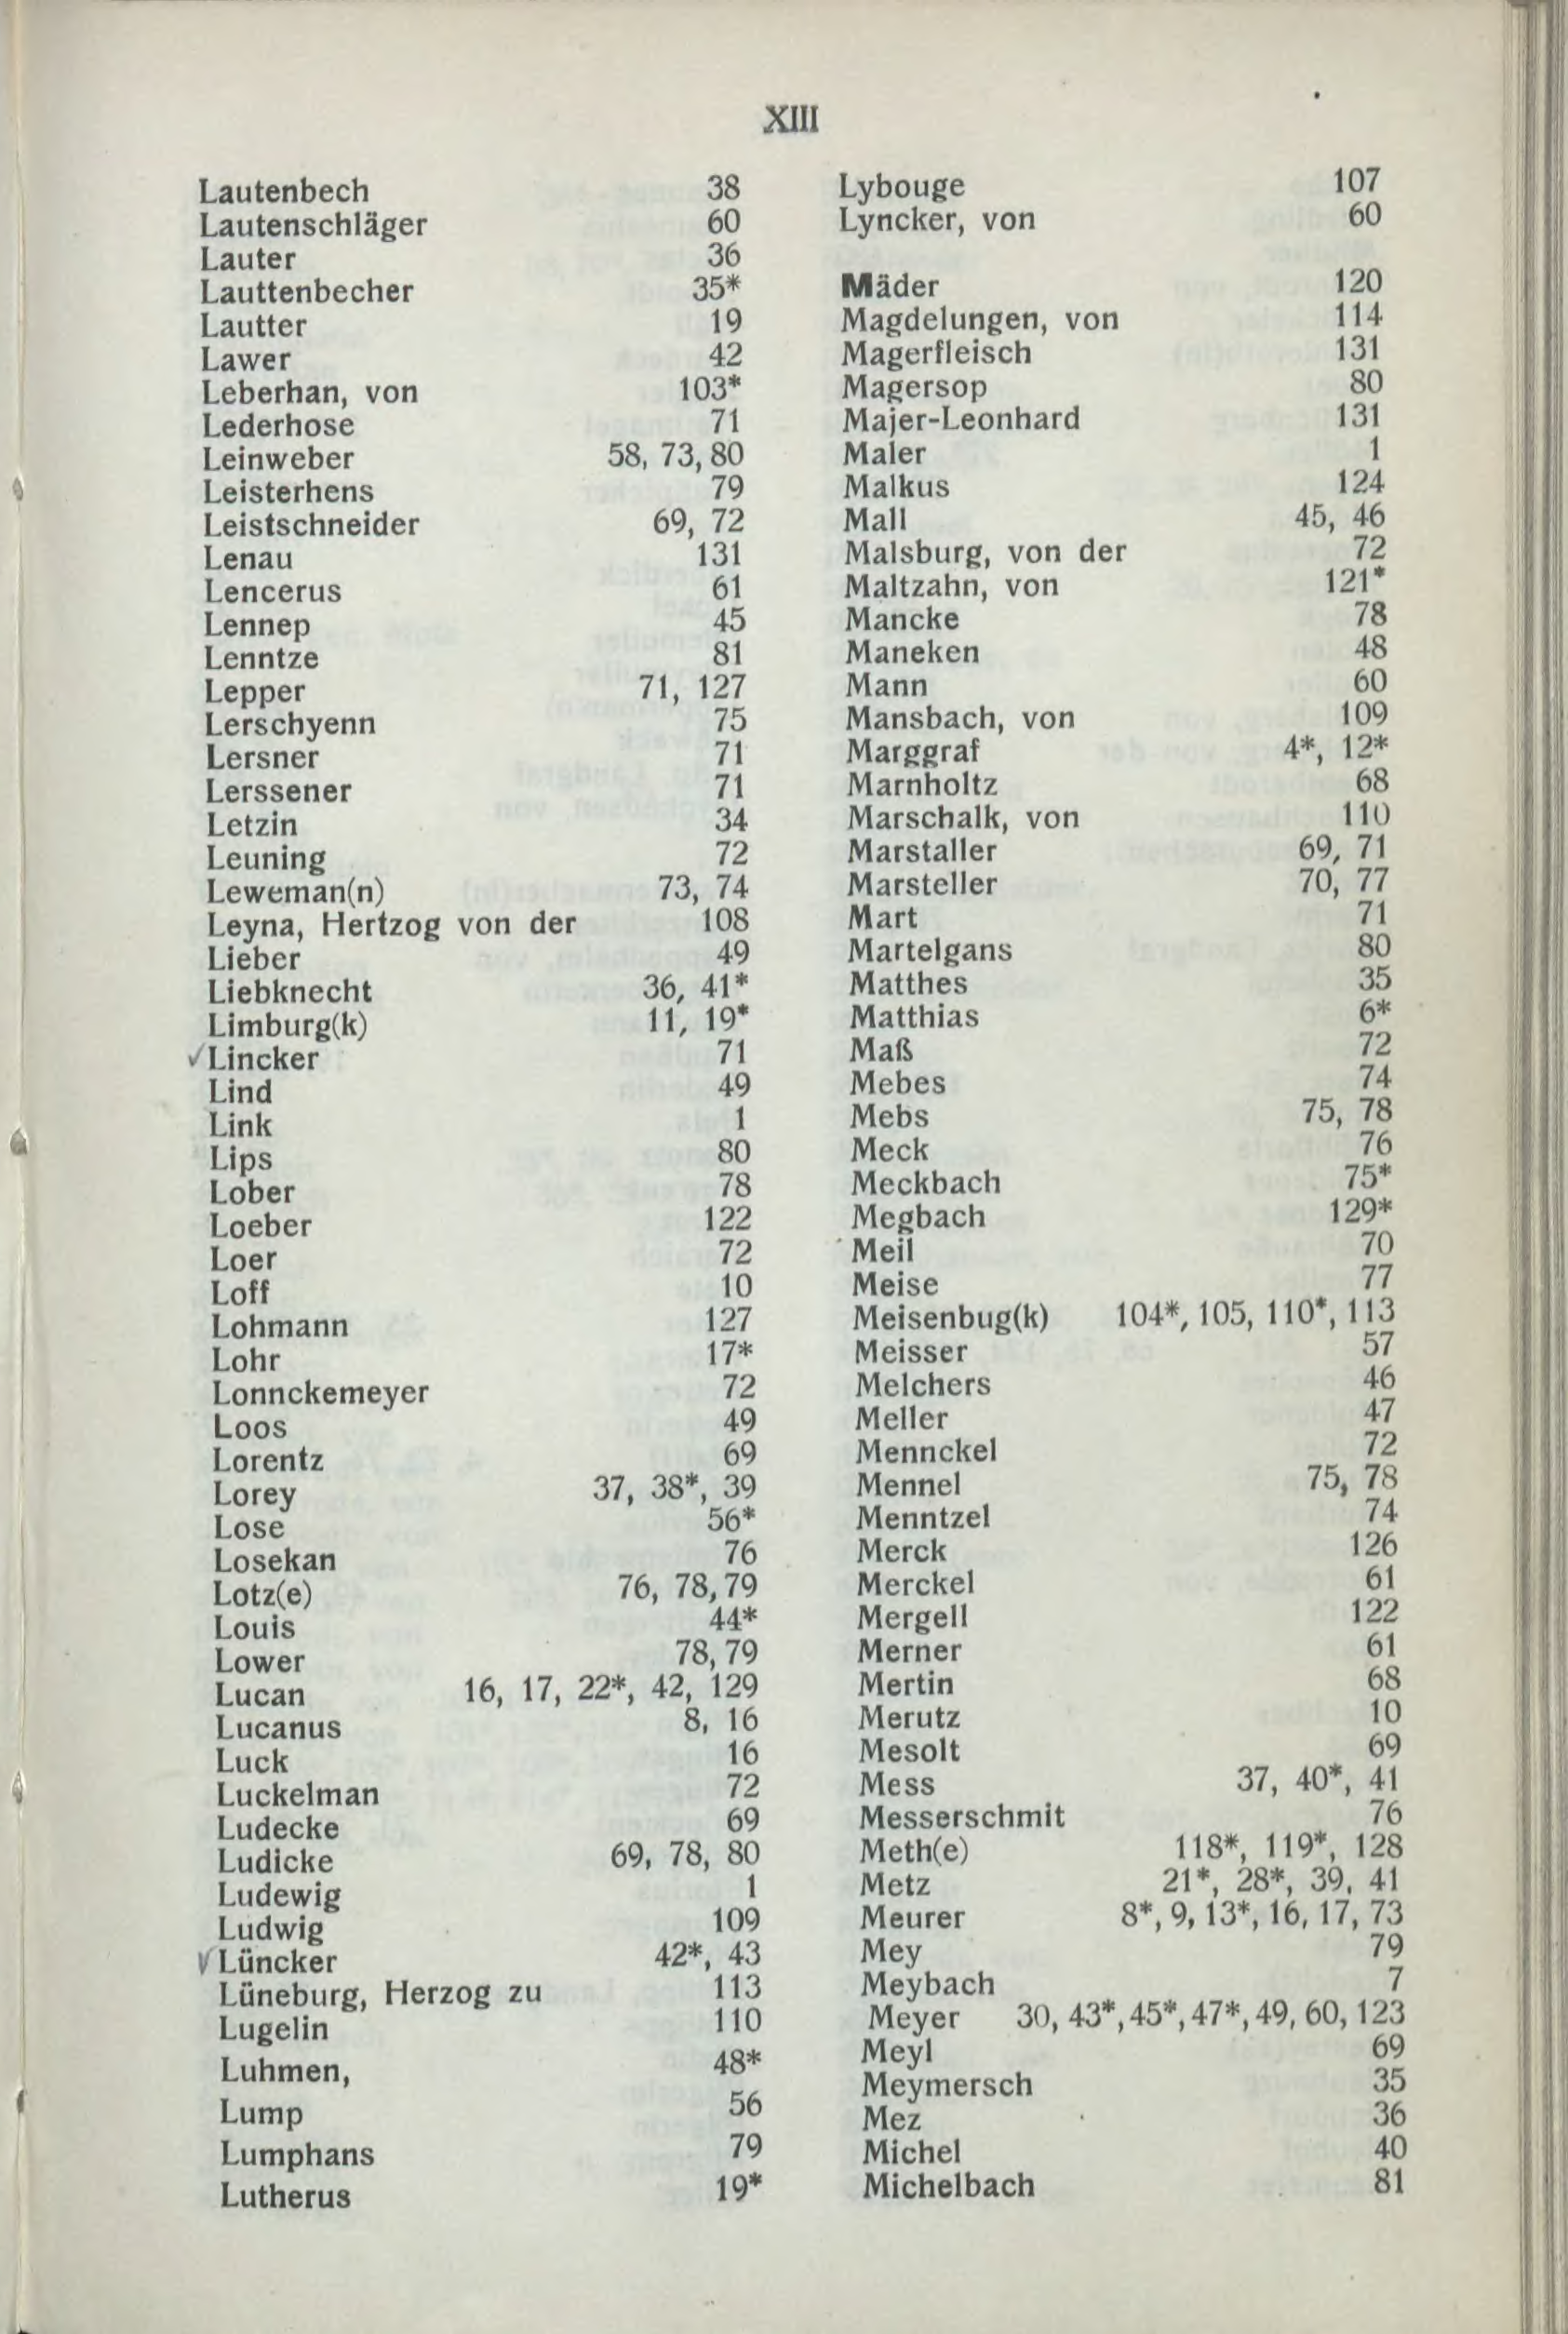 XIII
Lautenbech 38
Lautenschläger 60
Lauter 36
Lauttenbecher 35*
Lautter 19
Lawer 42
Leberhan, von 103*
Lederhose 71
Leinweber 58, 73, 80
Leisterhens 79
Leistschneider 69, 72
Lenau 131
Lencerus 61
Lennep 45
Lenntze 81
Lepper 71, 127
Lerschyenn 75
Lersner 71
Lerssener 71
Letzin 34
Leuning 72
Leweman(n) 73, 74
Leyna, Hertzog von der 108
Lieber 49
Liebknecht 36, 41*
Limburg(k) 11, 19*
✓Lincker 71
Lind 49
Link 1
Lips 80
Lober 78
Loeber 122
Loer 72
Loff 10
Lohmann 127
Lohr 17*
Lonnckemeyer 72
Loos 49
Lorentz 69
Lorey 37, 38*, 39
Lose 56*
Losekan 76
Lotz(e) 76, 78, 79
Louis 44*
Lower 78, 79
Lucan 16, 17, 22*, 42, 129
Lucanus 8, 16
Luck 16
Luckelman 72
Ludecke 69
Ludicke 69, 78, 80
Ludewig 1
Ludwig 109
✓Lüncker 42*, 43
Lüneburg, Herzog zu 113
Lugelin 110
Luhmen, 48*
Lump 56
Lumphans 79
Lutherus 19*
Lybouge 107
Lyncker, von 60
Mäder 120
Magdelungen, von 114
Magerfleisch 131
Magersop 80
Majer-Leonhard 131
Maler 1
Malkus 124
Mall 45, 46
Malsburg, von der 72
Maltzahn, von 121*
Mancke 78
Maneken 48
Mann 60
Mansbach, von 109
Marggraf 4*, 12*
Marnholtz 68
Marschalk, von 110
Marstaller 69, 71
Marsteller 70, 77
Mart 71
Martelgans 80
Matthes 35
Matthias 6*
Maß 72
Mebes 74
Mebs 75, 78
Meck 76
Meckbach 75*
Megbach 129*
Meil 70
Meise 77
Meisenbug(k) 104*, 105, 110*, 113
Meisser 57
Melchers 46
Meller 47
Mennckel 72
Mennel 75, 78
Menntzel 74
Merck 126
Merckel 61
Mergell 122
Merner 61
Mertin 68
Merutz 10
Mesolt 69
Mess 37, 40*, 41
Messerschmit 76
Meth(e) 118*, 119*, 128
Metz 21*, 28*, 39, 41
Meurer 8*, 9, 13*, 16, 17, 73
Mey 79
Meybach 7
Meyer 30, 43*, 45*, 47*, 49, 60, 123
Meyl 69
Meymersch 35
Mez 36
Michel 40
Michelbach 81